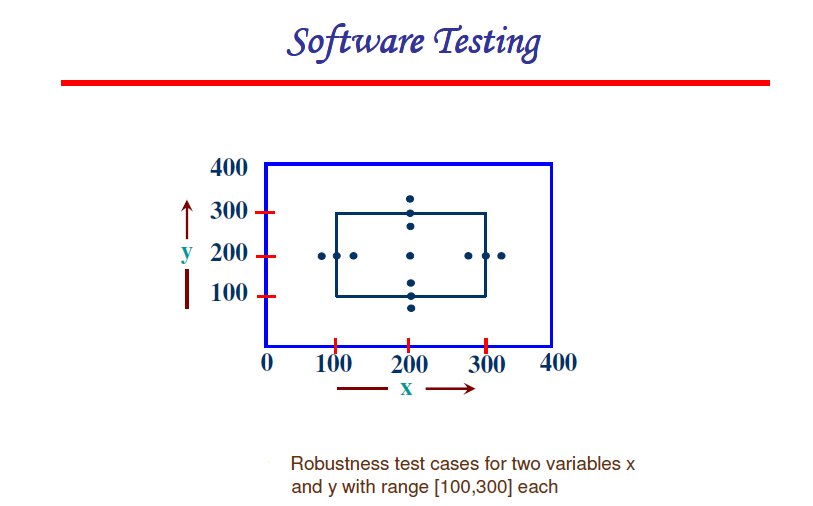 Software Testing
400
300
y
200
100
0 100 200 300 400
x
Robustness test cases for two variables x
and y with range [100,300] each